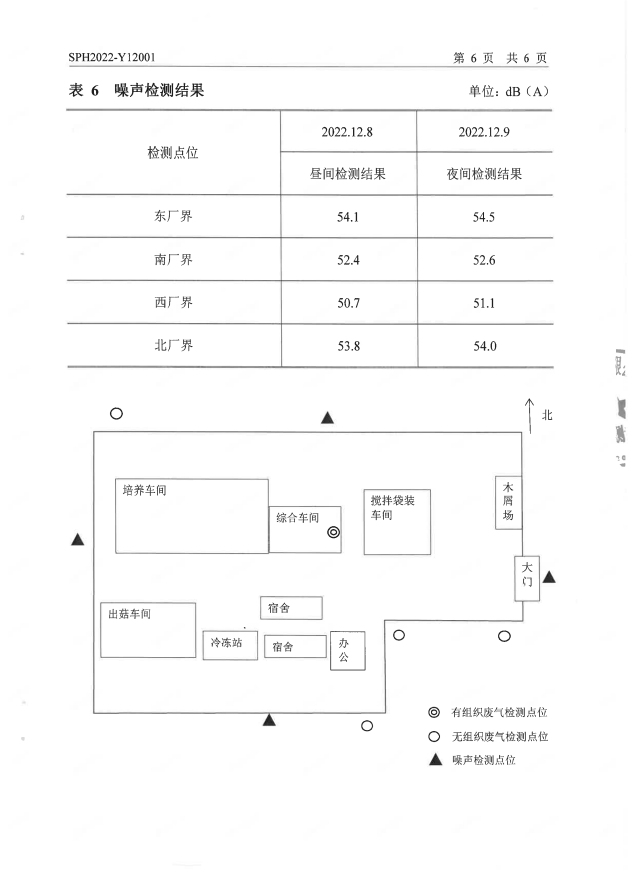 SPH2022-Y12001 第 6 页 共 6 页
表 6 噪声检测结果 单位：dB（A）
检测点位 2022.12.8 2022.12.9
昼间检测结果 夜间检测结果
东厂界 54.1 54.5
南厂界 52.4 52.6
西厂界 50.7 51.1
北厂界 53.8 54.0
北
培养车间
综合车间
搅拌袋装
车间
木
屑
场
大
门
出菇车间
宿舍
冷冻站
宿舍
办
公
有组织废气检测点位
无组织废气检测点位
噪声检测点位